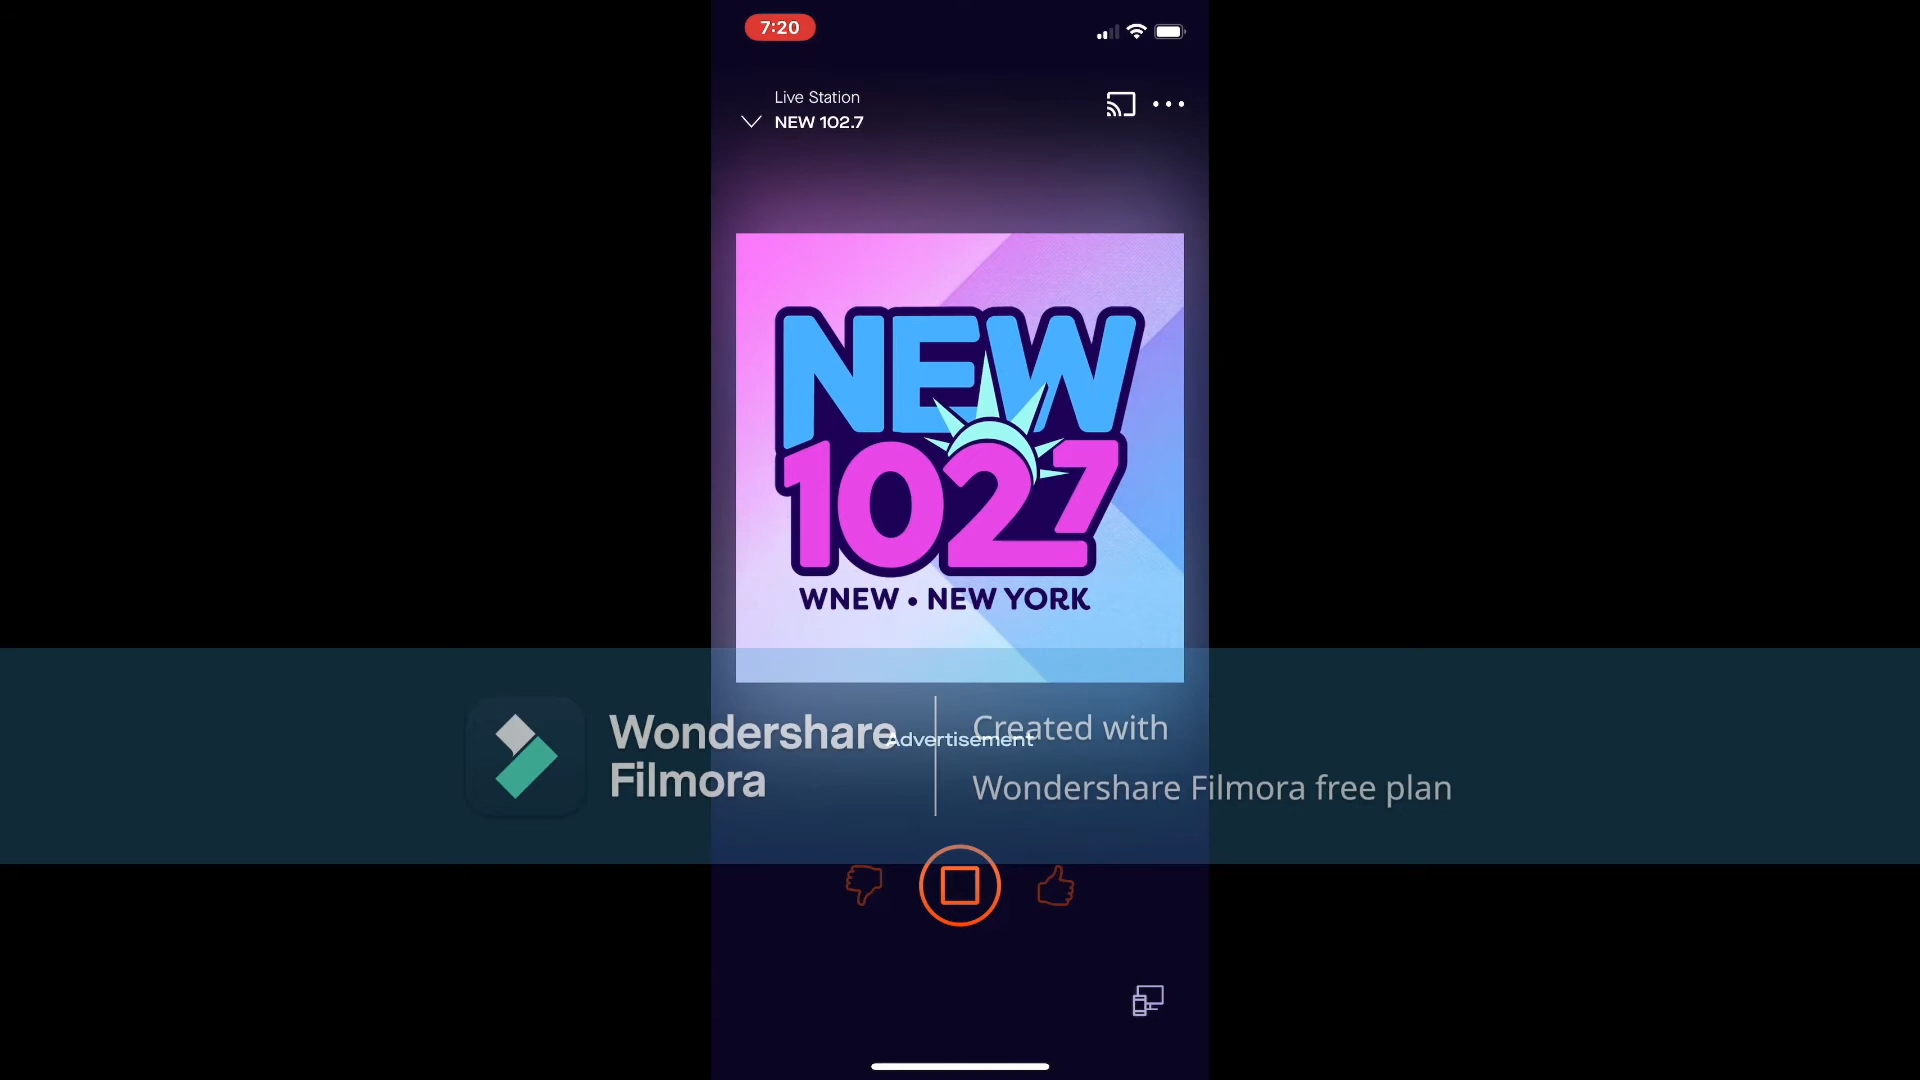 7:20
Live Station
NEW 102.7
NEW
102.7
WNEW • NEW YORK
Wondershare
Filmora
Created with
Wondershare Filmora free plan
Advertisement